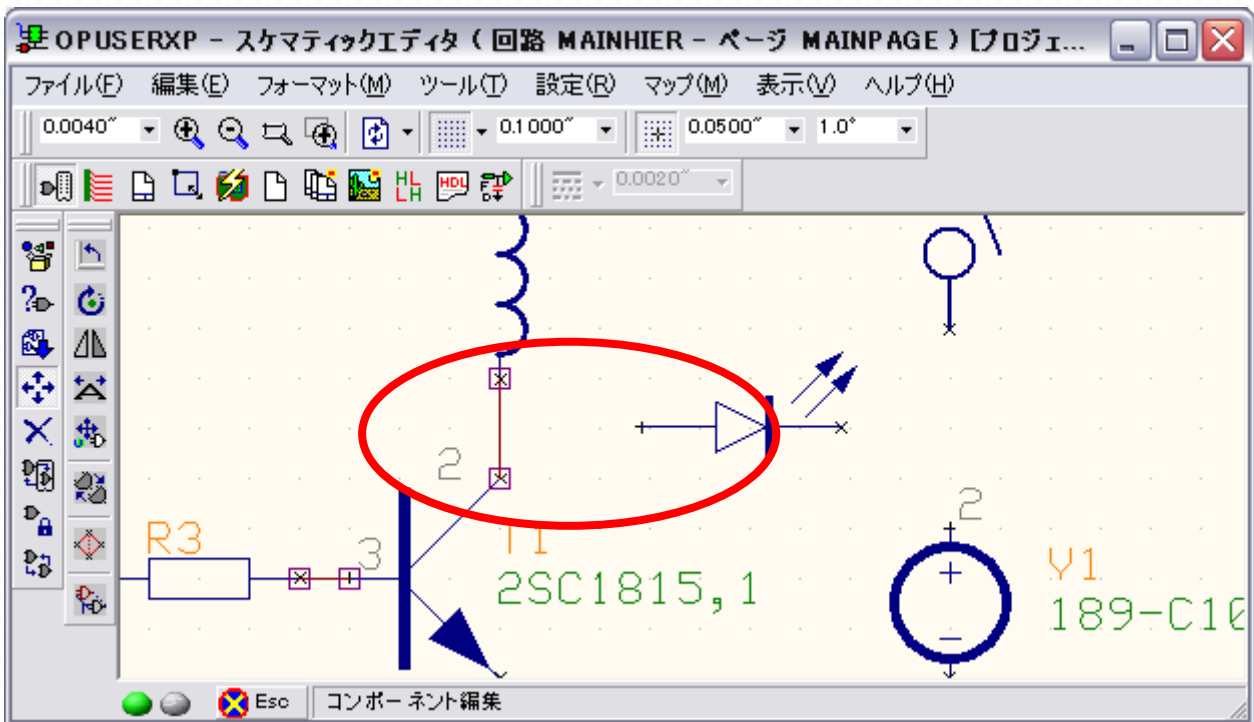 OPUSERXP - スケマティックエディタ ( 回路 MAINHIER - ページ MAINPAGE ) [プロジェ...
ファイル(F) 編集(E) フォーマット(M) ツール(T) 設定(R) マップ(M) 表示(V) ヘルプ(H)
0.0040" 0.1000" 0.0500" 1.0°
HL LH HDL 0.0020"
2
2
R3
3
T1
2SC1815,1
V1
189-C10
Esc コンポーネント編集